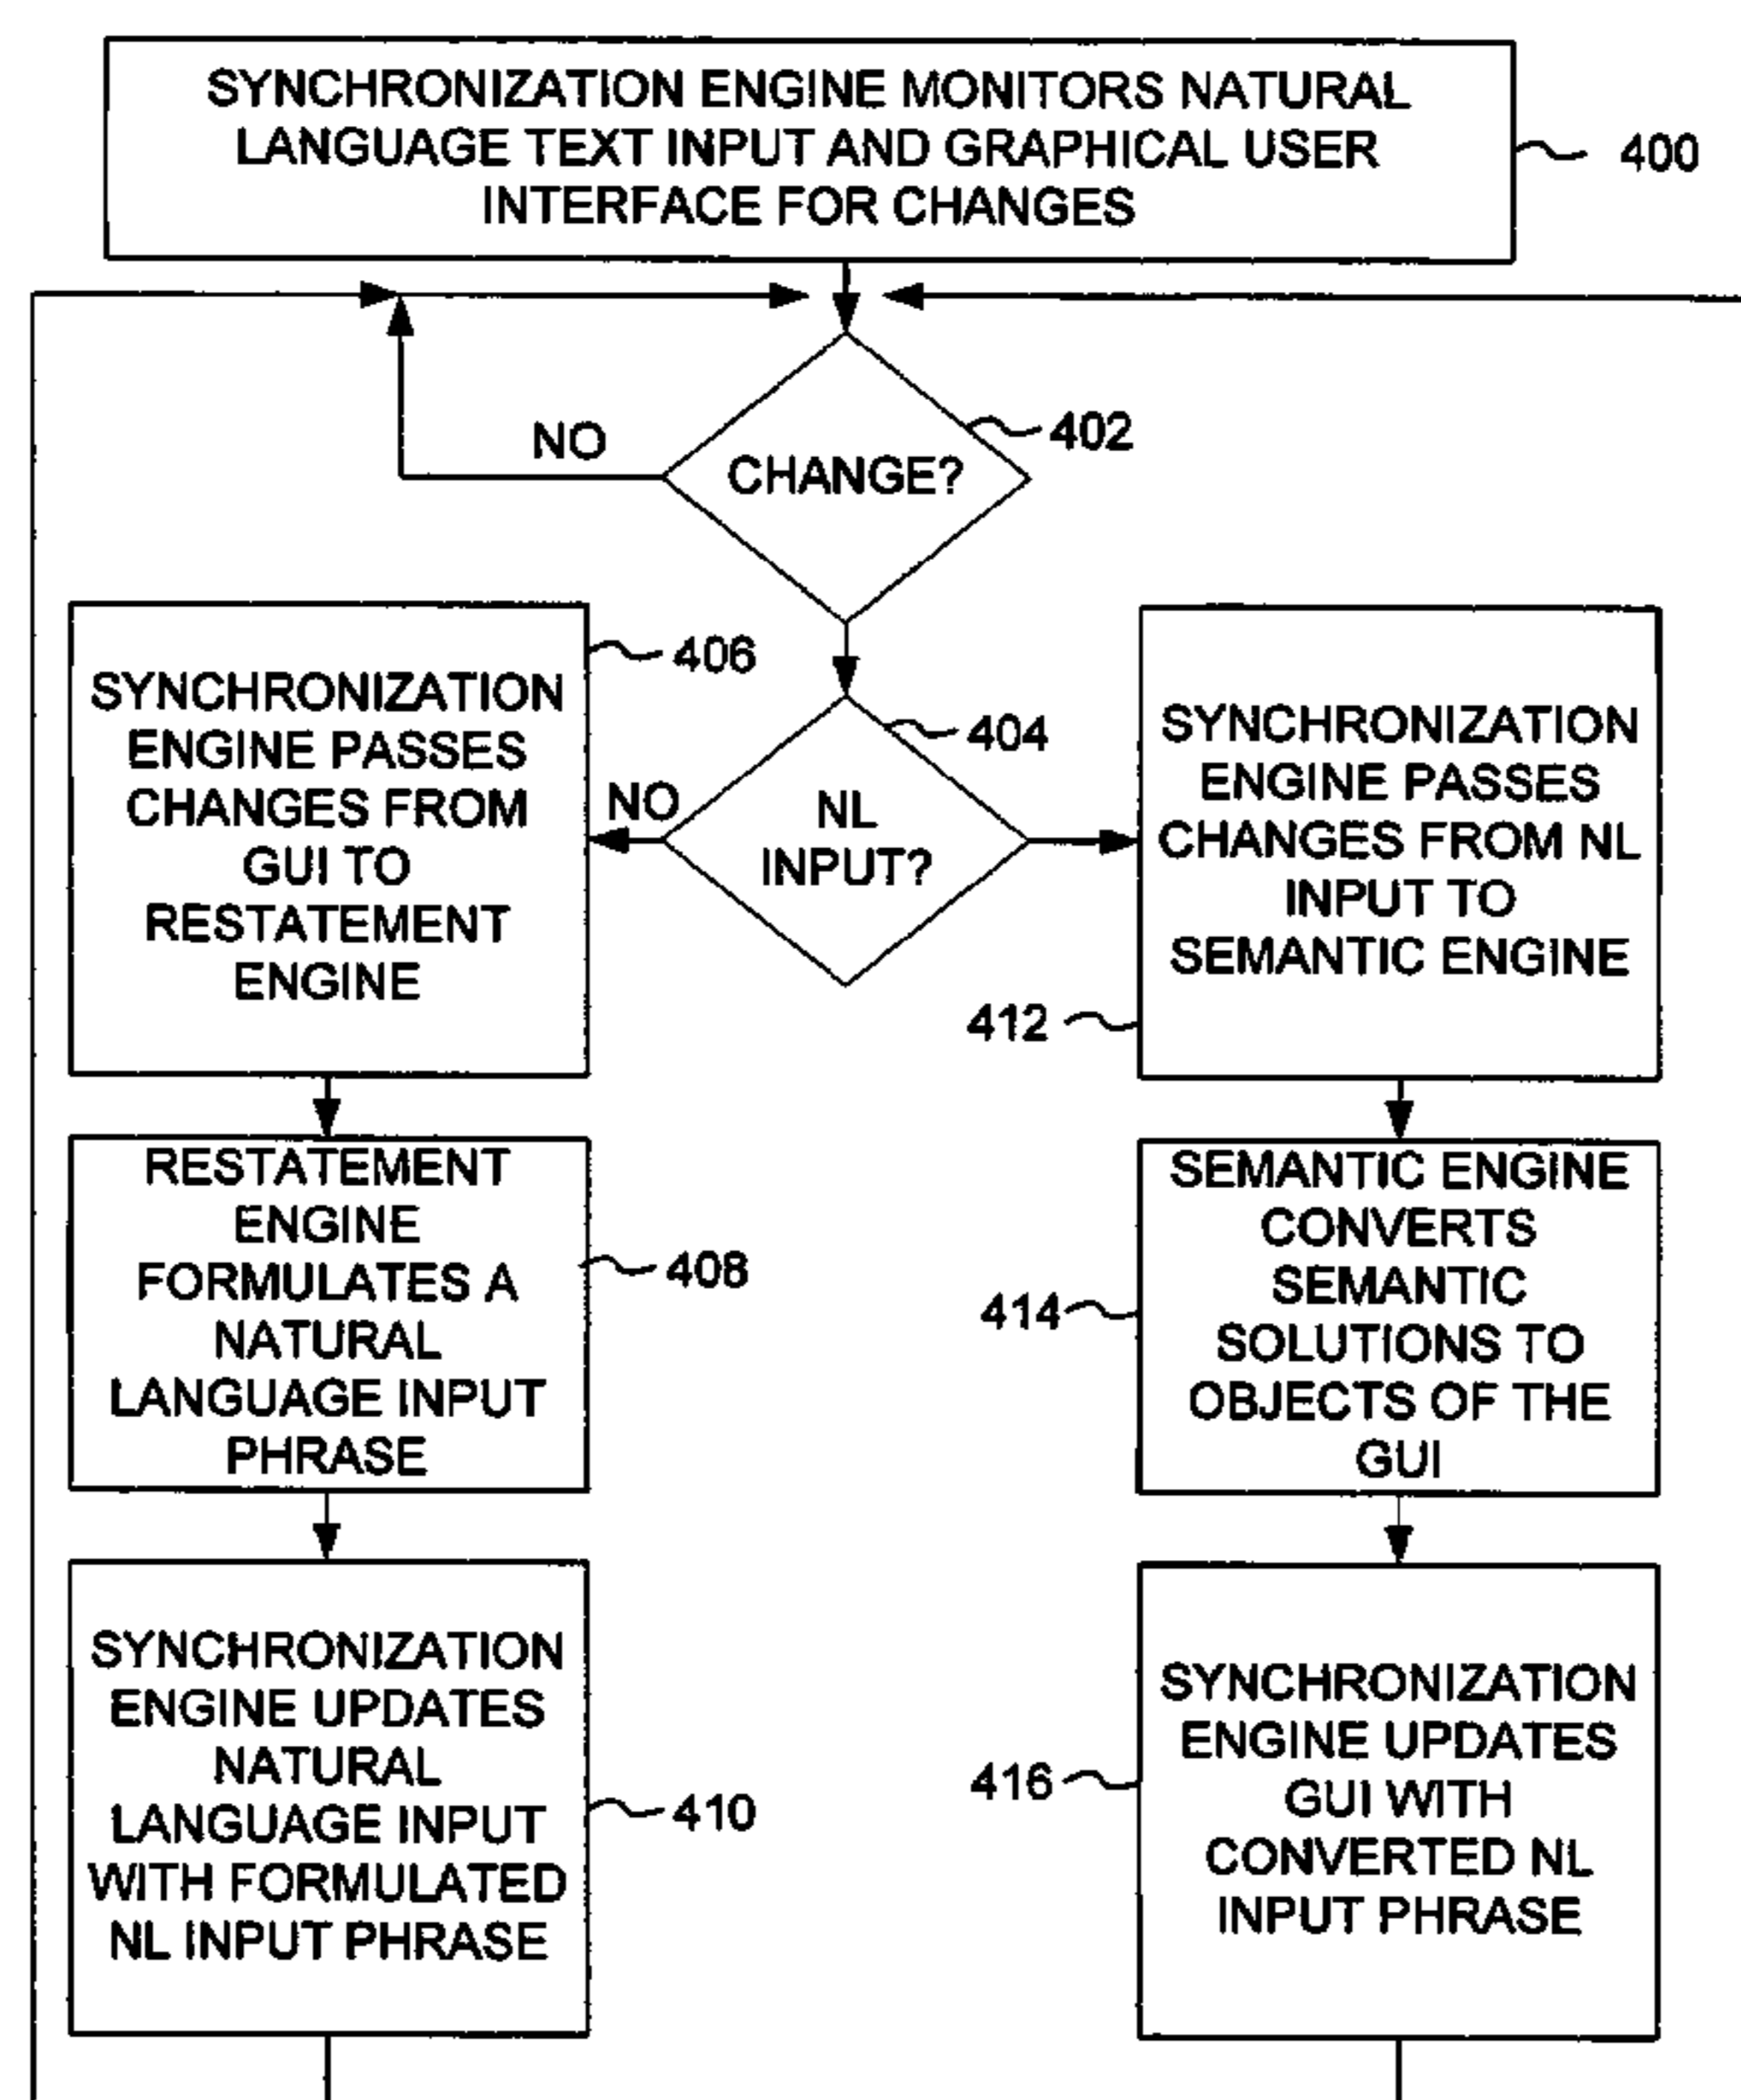 SYNCHRONIZATION ENGINE MONITORS NATURAL
LANGUAGE TEXT INPUT AND GRAPHICAL USER
INTERFACE FOR CHANGES
400
NO
CHANGE?
402
SYNCHRONIZATION
ENGINE PASSES
CHANGES FROM
GUI TO
RESTATEMENT
ENGINE
406
NO
NL
INPUT?
404
SYNCHRONIZATION
ENGINE PASSES
CHANGES FROM NL
INPUT TO
SEMANTIC ENGINE
412
RESTATEMENT
ENGINE
FORMULATES A
NATURAL
LANGUAGE INPUT
PHRASE
408
SEMANTIC ENGINE
CONVERTS
SEMANTIC
SOLUTIONS TO
OBJECTS OF THE
GUI
414
SYNCHRONIZATION
ENGINE UPDATES
NATURAL
LANGUAGE INPUT
WITH FORMULATED
NL INPUT PHRASE
410
SYNCHRONIZATION
ENGINE UPDATES
GUI WITH
CONVERTED NL
INPUT PHRASE
416